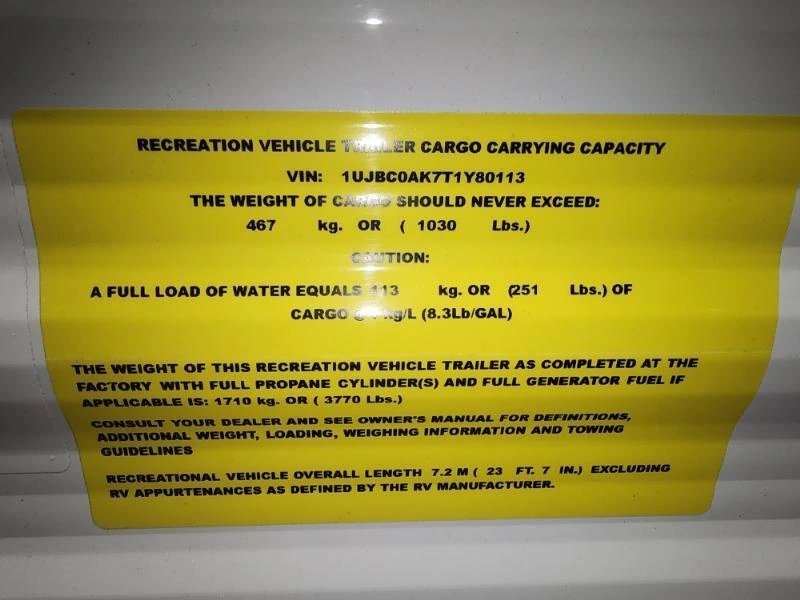 RECREATION VEHICLE TRAILER CARGO CARRYING CAPACITY
VIN: 1UJBC0AK7T1Y80113
THE WEIGHT OF CARGO SHOULD NEVER EXCEED:
467 kg. OR ( 1030 Lbs.)
CAUTION:
A FULL LOAD OF WATER EQUALS 113 kg. OR (251 Lbs.) OF
CARGO @ 1 kg/L (8.3Lb/GAL)
THE WEIGHT OF THIS RECREATION VEHICLE TRAILER AS COMPLETED AT THE
FACTORY WITH FULL PROPANE CYLINDER(S) AND FULL GENERATOR FUEL IF
APPLICABLE IS: 1710 kg. OR ( 3770 Lbs.)
CONSULT YOUR DEALER AND SEE OWNER'S MANUAL FOR DEFINITIONS,
ADDITIONAL WEIGHT, LOADING, WEIGHING INFORMATION AND TOWING
GUIDELINES
RECREATIONAL VEHICLE OVERALL LENGTH 7.2 M ( 23 FT. 7 IN.) EXCLUDING
RV APPURTENANCES AS DEFINED BY THE RV MANUFACTURER.